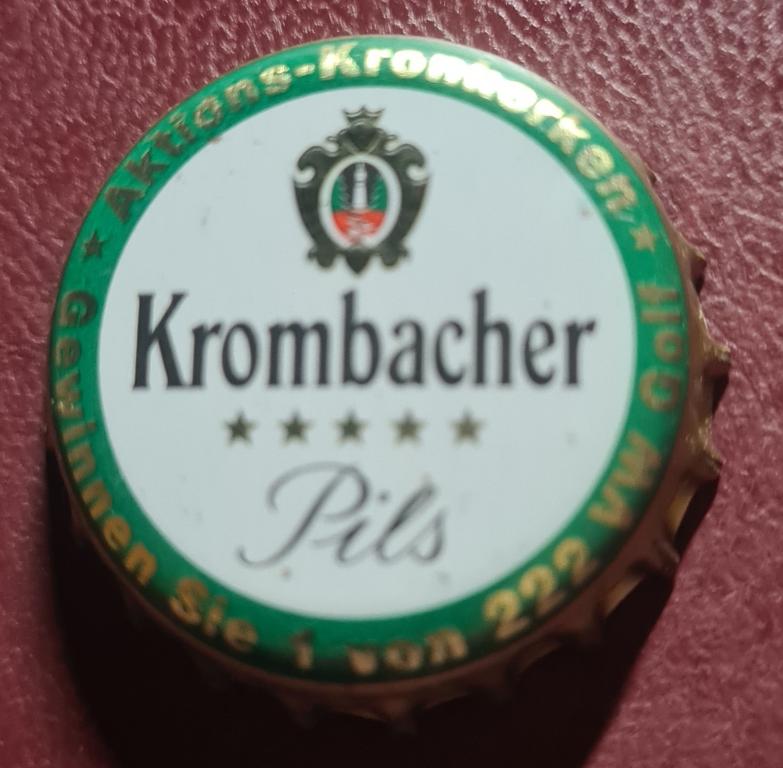 ★ Aktions-Kronkorken ★
Krombacher
★★★★★
Pils
Gewinnen Sie 1 von 222 VW Golf